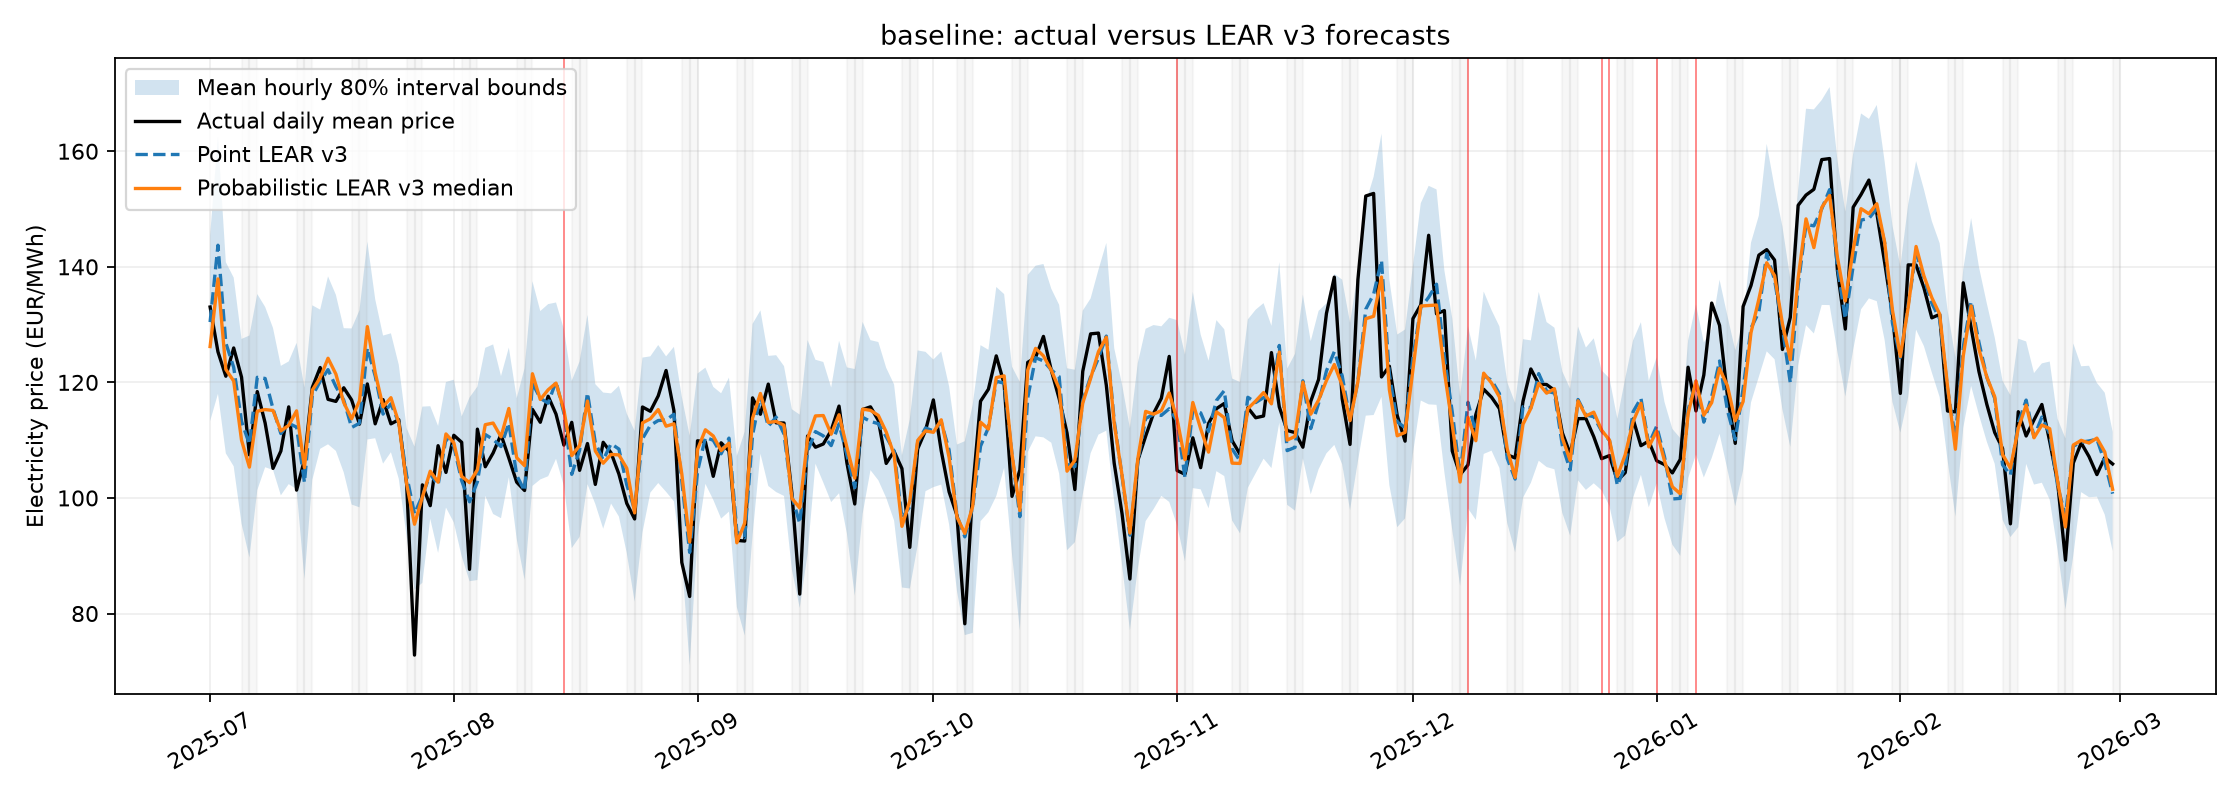 baseline: actual versus LEAR v3 forecasts
Mean hourly 80% interval bounds
Actual daily mean price
Point LEAR v3
Probabilistic LEAR v3 median
Electricity price (EUR/MWh)
160
140
120
100
80
2025-07
2025-08
2025-09
2025-10
2025-11
2025-12
2026-01
2026-02
2026-03